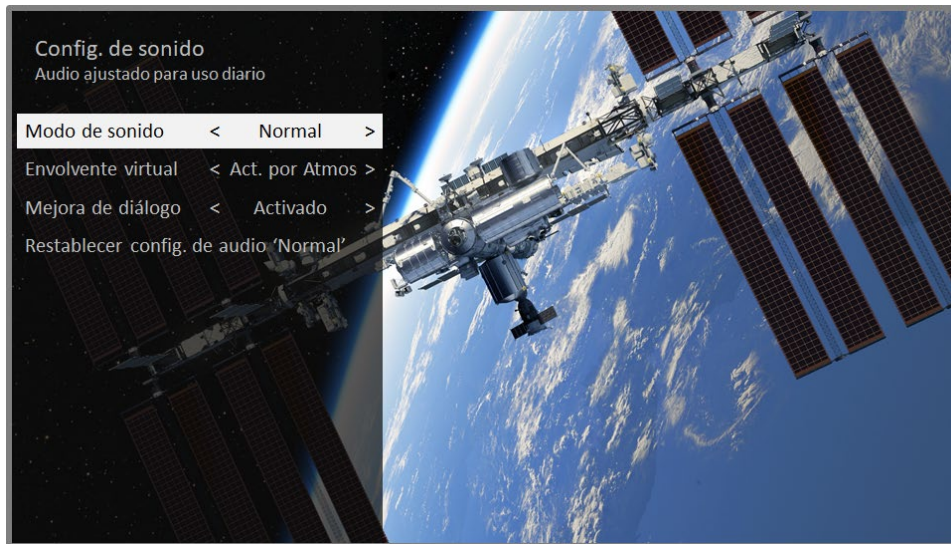 Config. de sonido
Audio ajustado para uso diario
Modo de sonido < Normal >
Envolvente virtual < Act. por Atmos >
Mejora de diálogo < Activado >
Restablecer config. de audio ‘Normal’